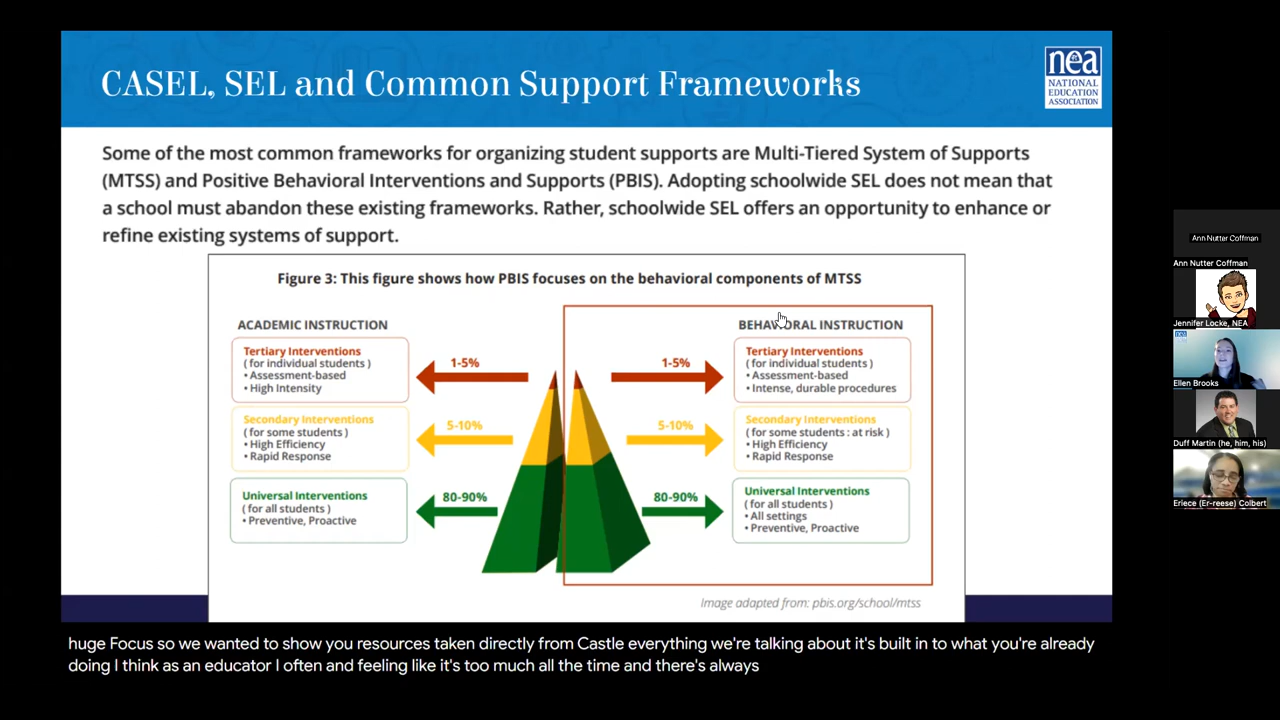 CASEL, SEL and Common Support Frameworks
nea
NATIONAL
EDUCATION
ASSOCIATION
Some of the most common frameworks for organizing student supports are Multi-Tiered System of Supports
(MTSS) and Positive Behavioral Interventions and Supports (PBIS). Adopting schoolwide SEL does not mean that
a school must abandon these existing frameworks. Rather, schoolwide SEL offers an opportunity to enhance or
refine existing systems of support.
Figure 3: This figure shows how PBIS focuses on the behavioral components of MTSS
ACADEMIC INSTRUCTION
Tertiary Interventions
( for individual students )
• Assessment-based
• High Intensity
1-5%
Secondary Interventions
( for some students )
• High Efficiency
• Rapid Response
5-10%
Universal Interventions
( for all students )
• Preventive, Proactive
80-90%
BEHAVIORAL INSTRUCTION
1-5%
Tertiary Interventions
( for individual students )
• Assessment-based
• Intense, durable procedures
5-10%
Secondary Interventions
( for some students : at risk )
• High Efficiency
• Rapid Response
80-90%
Universal Interventions
( for all students )
• All settings
• Preventive, Proactive
Image adapted from: pbis.org/school/mtss
huge Focus so we wanted to show you resources taken directly from Castle everything we're talking about it's built in to what you're already
doing I think as an educator I often and feeling like it's too much all the time and there's always
Ann Nutter Coffman
Ann Nutter Coffman
Jennifer Locke, NEA
nea
Ellen Brooks
Duff Martin (he, him, his)
Erlece (Er-reese) Colbert